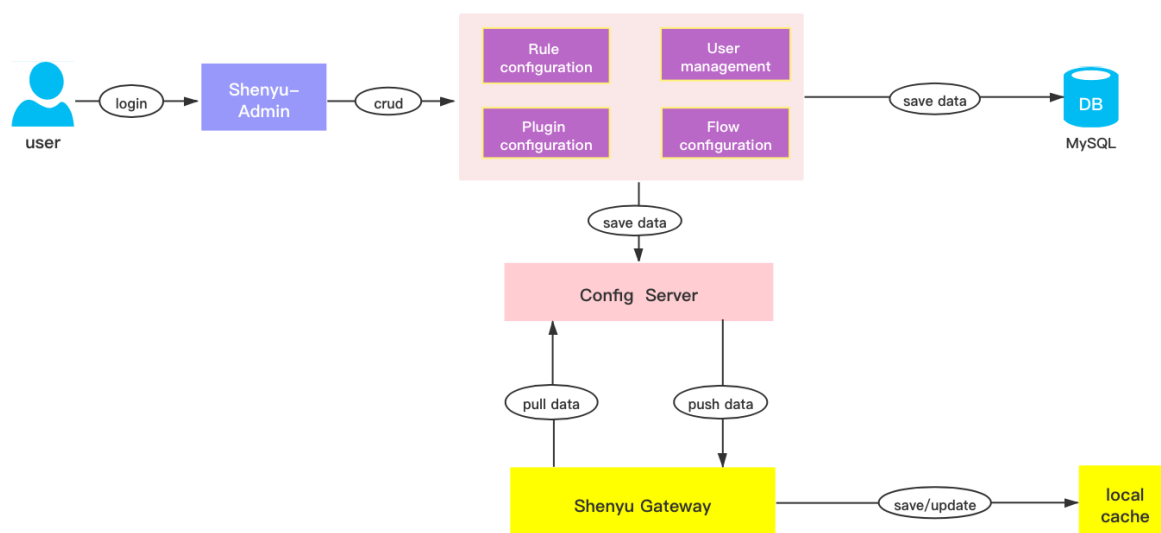 user
login
Shenyu-
Admin
crud
Rule
configuration
User
management
Plugin
configuration
Flow
configuration
save data
DB
MySQL
save data
Config Server
pull data
push data
Shenyu Gateway
save/update
local
cache